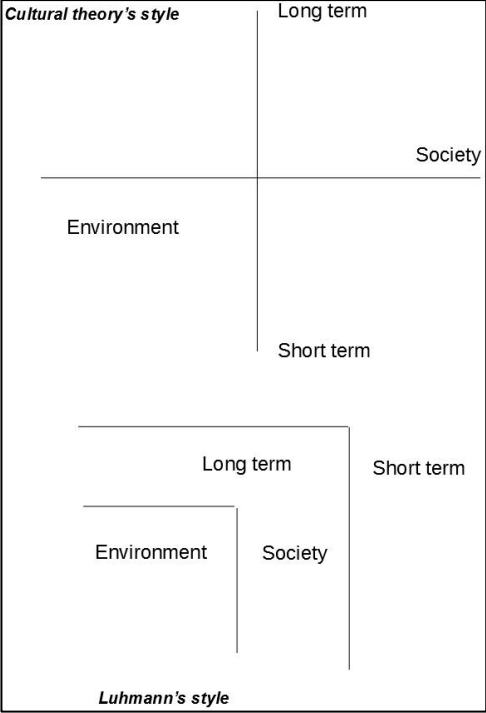 Cultural theory's style
Long term
Society
Environment
Short term
Long term
Short term
Environment
Society
Luhmann's style